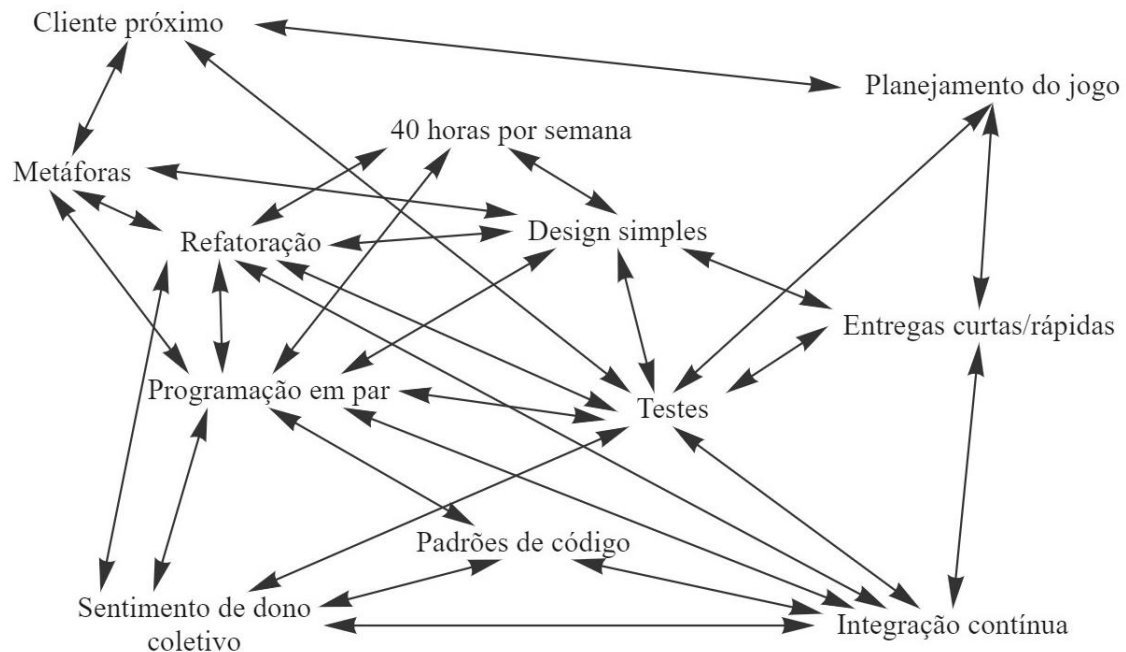 Cliente próximo
Planejamento do jogo
40 horas por semana
Metáforas
Design simples
Refatoração
Entregas curtas/rápidas
Programação em par
Testes
Padrões de código
Sentimento de dono
coletivo
Integração contínua